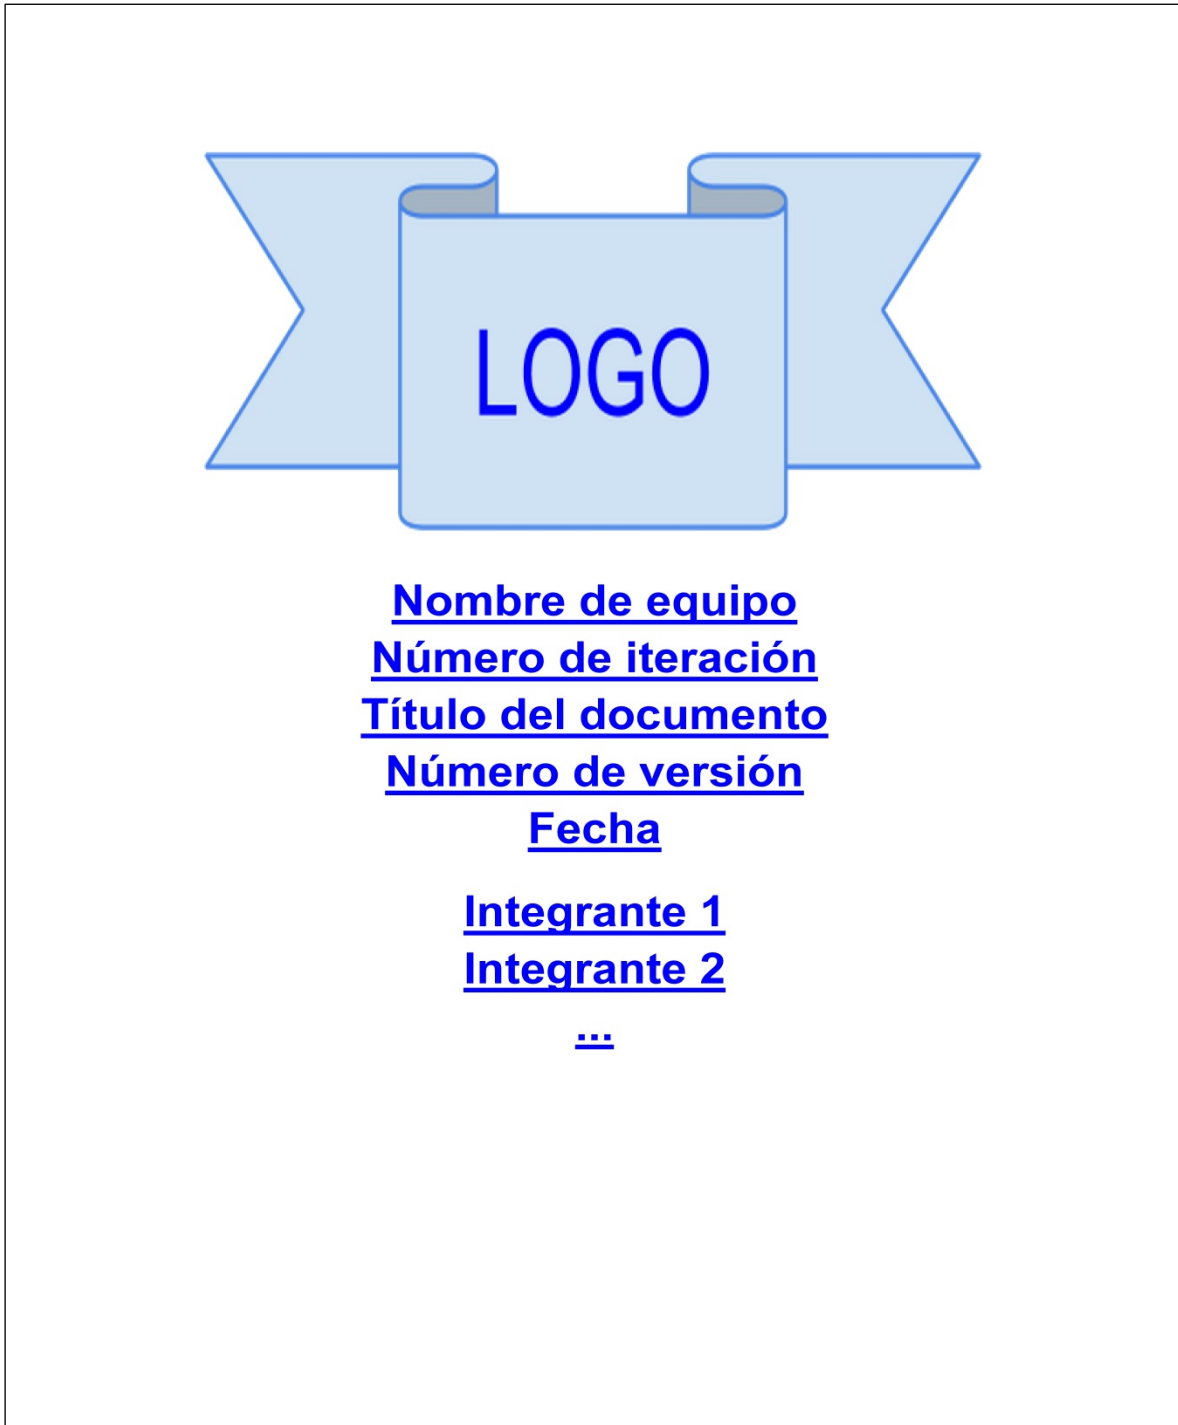 LOGO
Nombre de equipo
Número de iteración
Título del documento
Número de versión
Fecha
Integrante 1
Integrante 2
...